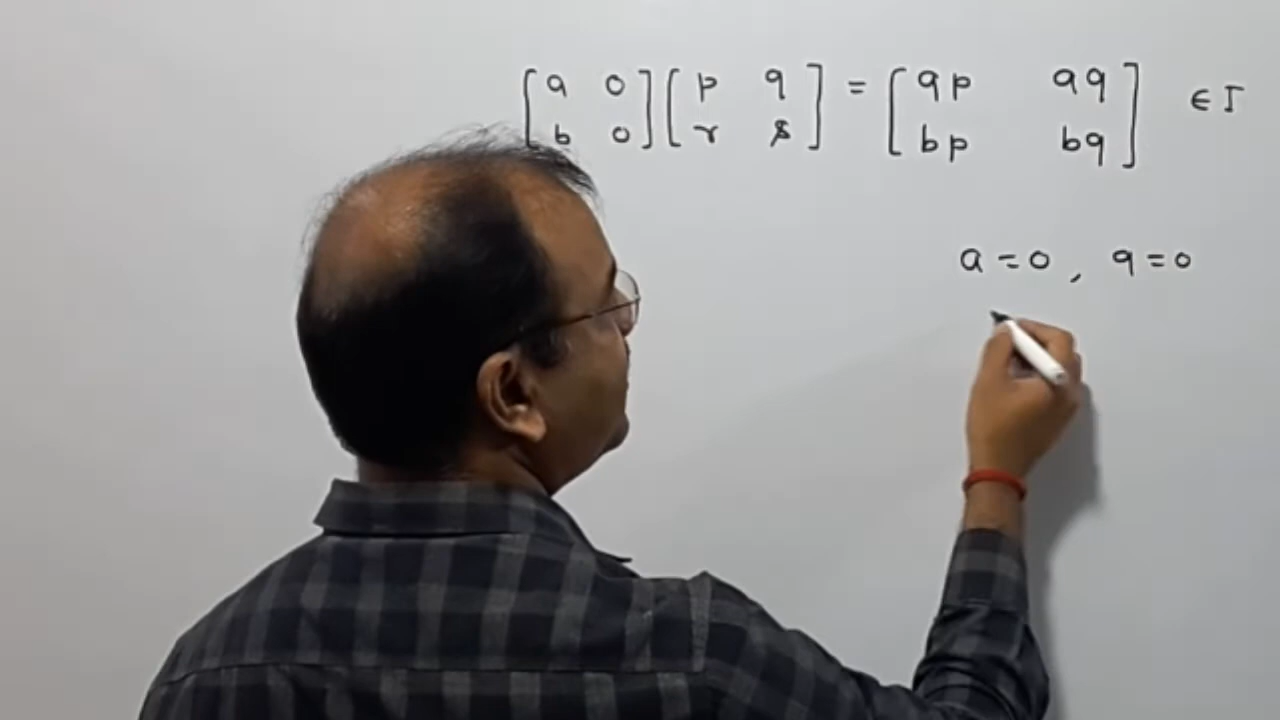 [a 0] [p q] = [ap aq] ∈ I
[b 0] [r s] [bp bq]
a = 0 , q = 0